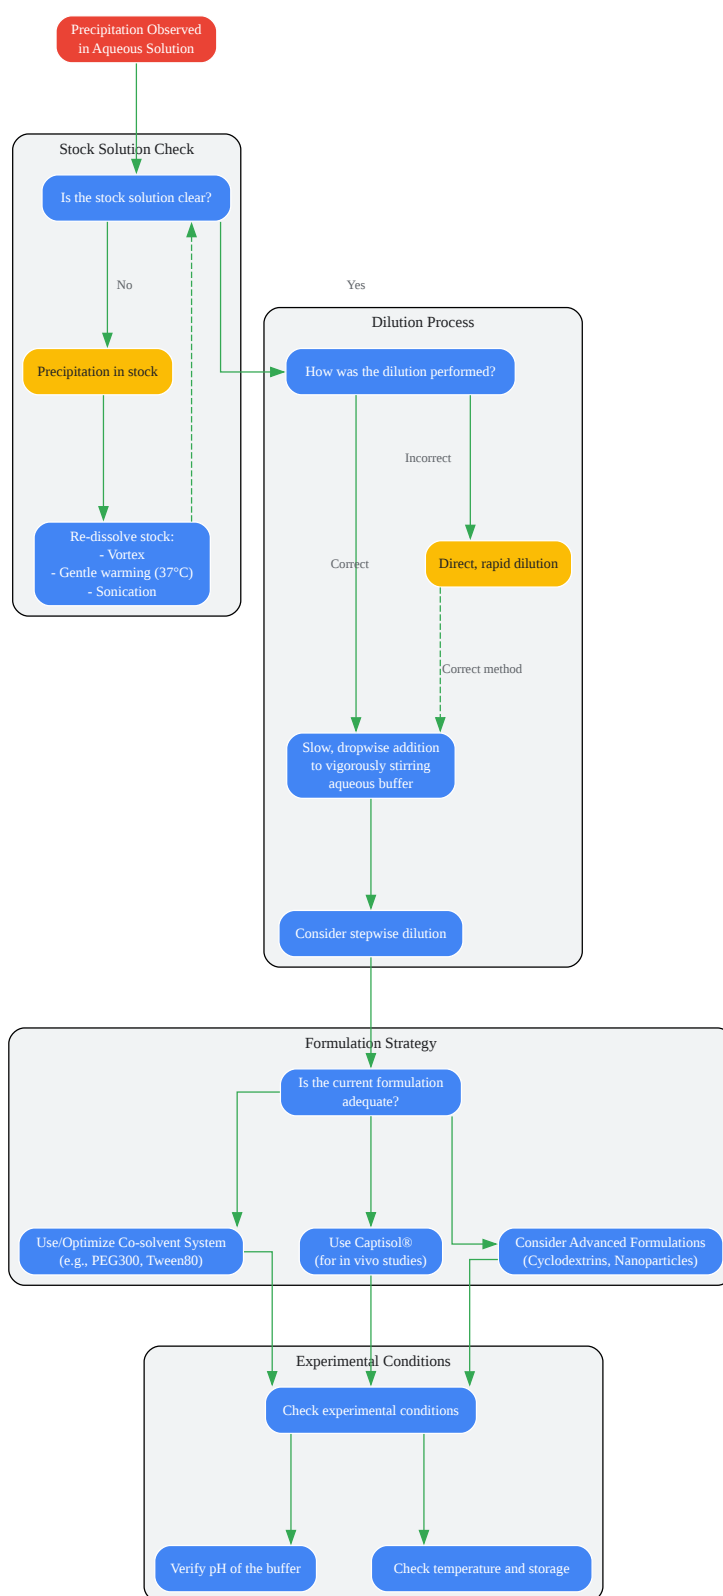 Precipitation Observed
in Aqueous Solution
Stock Solution Check
Is the stock solution clear?
No
Yes
Precipitation in stock
Re-dissolve stock:
- Vortex
- Gentle warming (37°C)
- Sonication
Dilution Process
How was the dilution performed?
Incorrect
Correct
Direct, rapid dilution
Correct method
Slow, dropwise addition
to vigorously stirring
aqueous buffer
Consider stepwise dilution
Formulation Strategy
Is the current formulation
adequate?
Use/Optimize Co-solvent System
(e.g., PEG300, Tween80)
Use Captisol®
(for in vivo studies)
Consider Advanced Formulations
(Cyclodextrins, Nanoparticles)
Experimental Conditions
Check experimental conditions
Verify pH of the buffer
Check temperature and storage